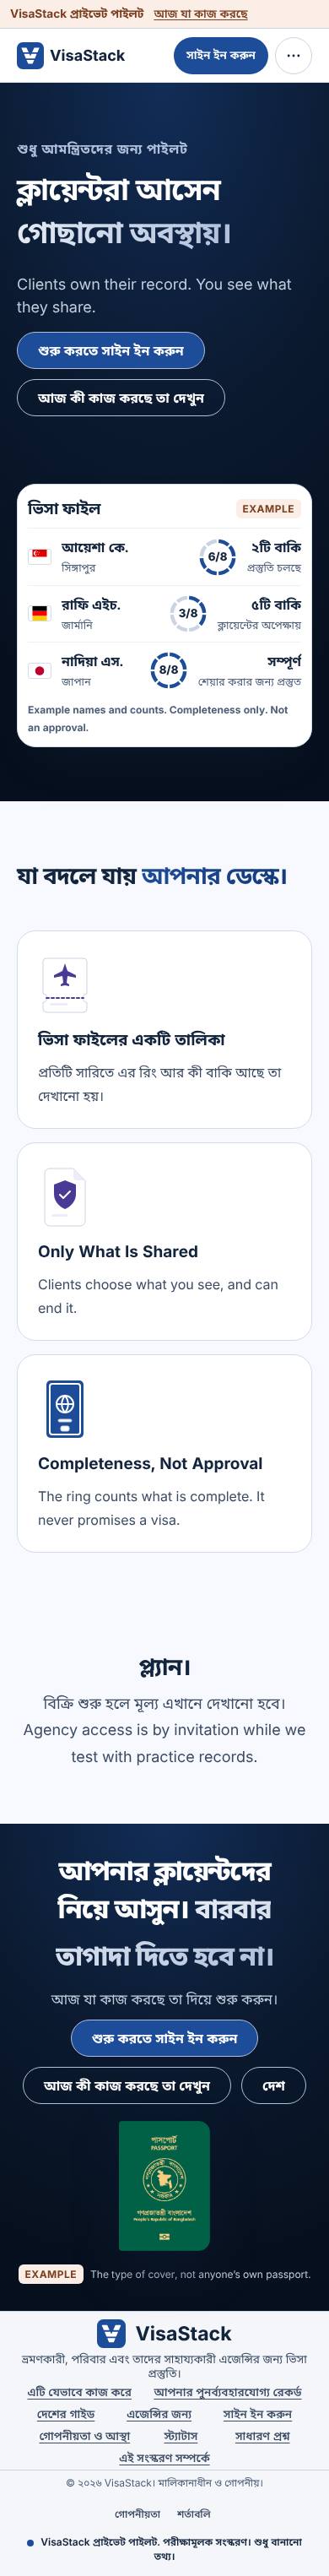 VisaStack প্রাইভেট পাইলট আজ যা কাজ করছে
VisaStack
সাইন ইন করুন
শুধু আমন্ত্রিতদের জন্য পাইলট
ক্লায়েন্টরা আসেন
গোছানো অবস্থায়।
Clients own their record. You see what
they share.
শুরু করতে সাইন ইন করুন
আজ কী কাজ করছে তা দেখুন
ভিসা ফাইল EXAMPLE
আয়েশা কে. 6/8 ২টি বাকি
সিঙ্গাপুর প্রস্তুতি চলছে
রাফি এইচ. 3/8 ৫টি বাকি
জার্মানি ক্লায়েন্টের অপেক্ষায়
নাদিয়া এস. 8/8 সম্পূর্ণ
জাপান শেয়ার করার জন্য প্রস্তুত
Example names and counts. Completeness only. Not
an approval.
যা বদলে যায় আপনার ডেস্কে।
ভিসা ফাইলের একটি তালিকা
প্রতিটি সারিতে এর রিং আর কী বাকি আছে তা
দেখানো হয়।
Only What Is Shared
Clients choose what you see, and can
end it.
Completeness, Not Approval
The ring counts what is complete. It
never promises a visa.
প্ল্যান।
বিক্রি শুরু হলে মূল্য এখানে দেখানো হবে।
Agency access is by invitation while we
test with practice records.
আপনার ক্লায়েন্টদের
নিয়ে আসুন। বারবার
তাগাদা দিতে হবে না।
আজ যা কাজ করছে তা দিয়ে শুরু করুন।
শুরু করতে সাইন ইন করুন
আজ কী কাজ করছে তা দেখুন দেশ
পাসপোর্ট
PASSPORT
গণপ্রজাতন্ত্রী বাংলাদেশ
People's Republic of Bangladesh
EXAMPLE The type of cover, not anyone's own passport.
VisaStack
ভ্রমণকারী, পরিবার এবং তাদের সাহায্যকারী এজেন্সির জন্য ভিসা
প্রস্তুতি।
এটি যেভাবে কাজ করে আপনার পুনর্ব্যবহারযোগ্য রেকর্ড
দেশের গাইড এজেন্সির জন্য সাইন ইন করুন
গোপনীয়তা ও আস্থা স্ট্যাটাস সাধারণ প্রশ্ন
এই সংস্করণ সম্পর্কে
© ২০২৬ VisaStack। মালিকানাধীন ও গোপনীয়।
গোপনীয়তা শর্তাবলি
VisaStack প্রাইভেট পাইলট. পরীক্ষামূলক সংস্করণ। শুধু বানানো
তথ্য।